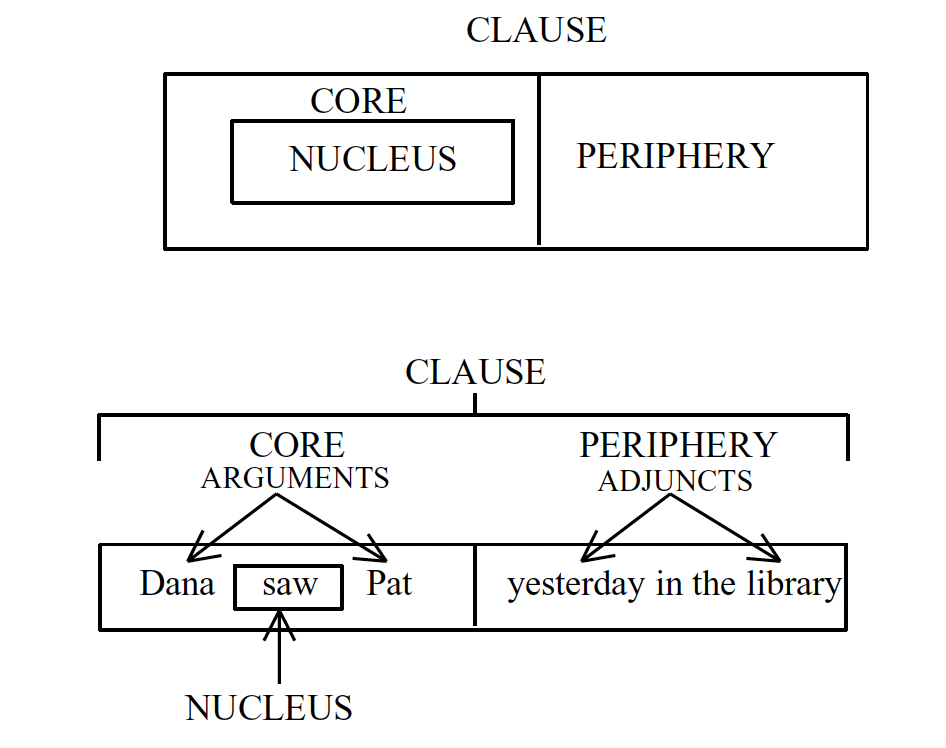 CLAUSE
CORE
NUCLEUS
PERIPHERY
CLAUSE
CORE
ARGUMENTS
PERIPHERY
ADJUNCTS
Dana saw Pat yesterday in the library
NUCLEUS